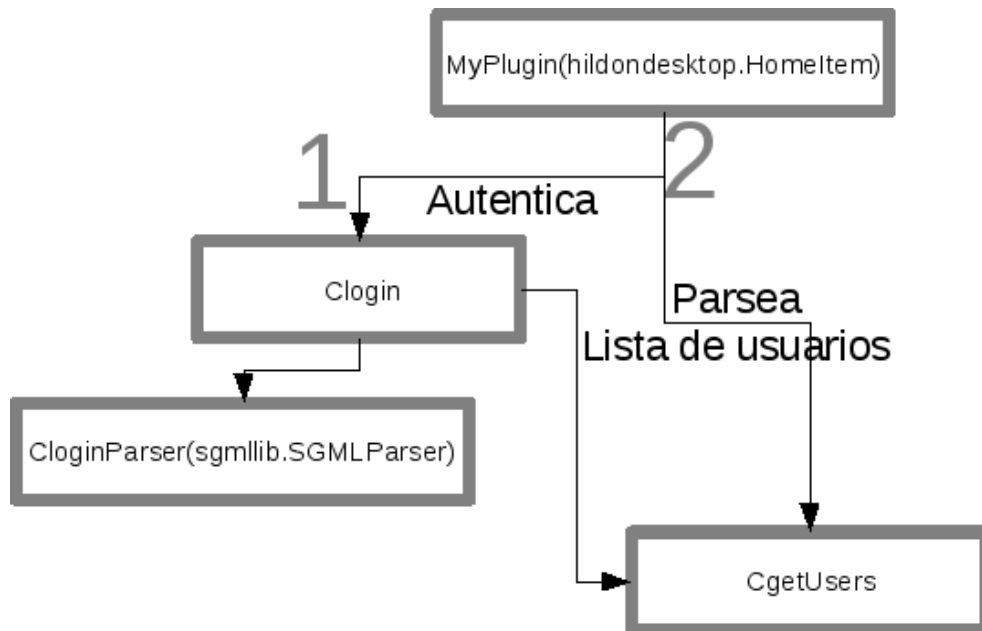 MyPlugin(hildondesktop.HomeItem)
1
2
Autentica
Clogin
Parsea
Lista de usuarios
CloginParser(sgmllib.SGMLParser)
CgetUsers